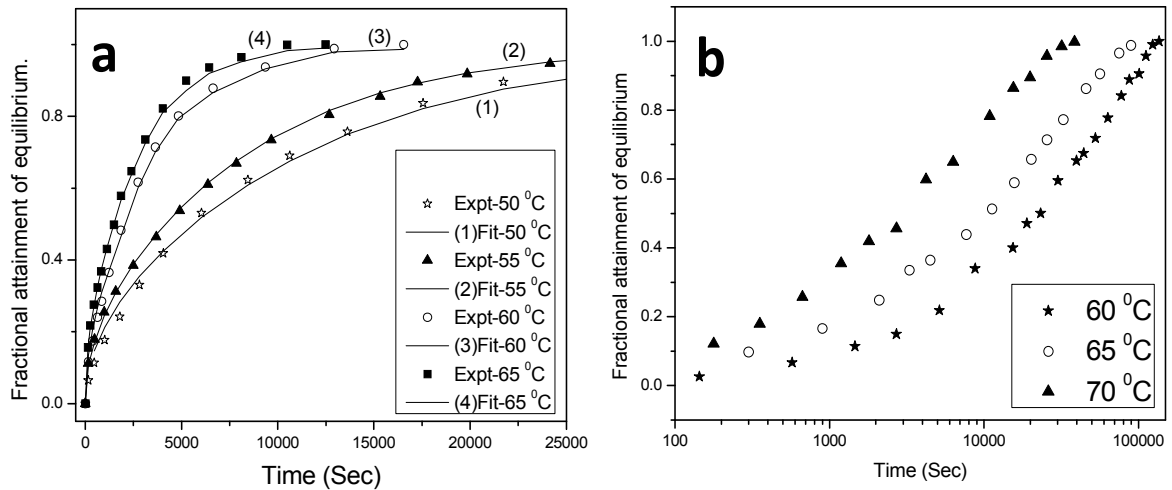 a
(4)
(3)
(2)
(1)
Fractional attainment of equilibrium.
0.8
0.4
0.0
Expt-50 ⁰C
(1)Fit-50 ⁰C
Expt-55 ⁰C
(2)Fit-55 ⁰C
Expt-60 ⁰C
(3)Fit-60 ⁰C
Expt-65 ⁰C
(4)Fit-65 ⁰C
0 5000 10000 15000 20000 25000
Time (Sec)
b
Fractional attainment of equilibrium
1.0
0.8
0.6
0.4
0.2
0.0
60 ⁰C
65 ⁰C
70 ⁰C
100 1000 10000 100000
Time (Sec)